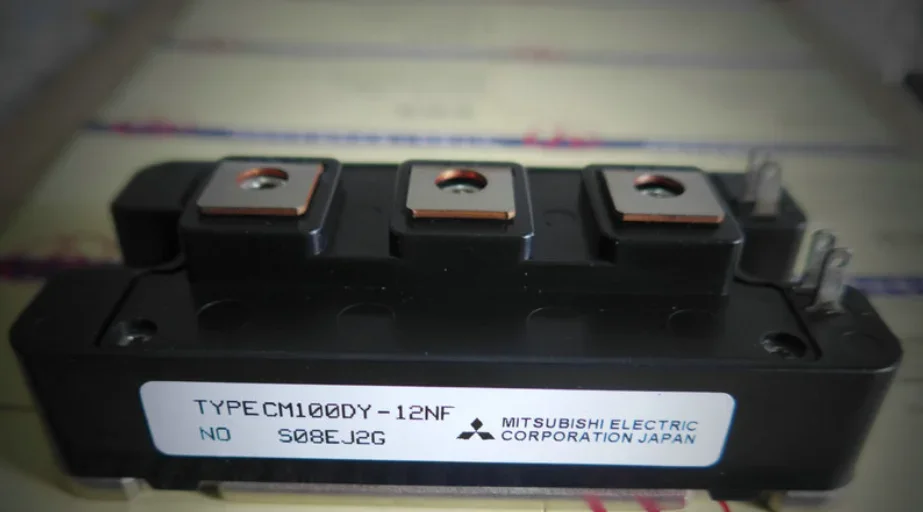 TYPE CM100DY-12NF
NO S08EJ2G
MITSUBISHI ELECTRIC
CORPORATION JAPAN